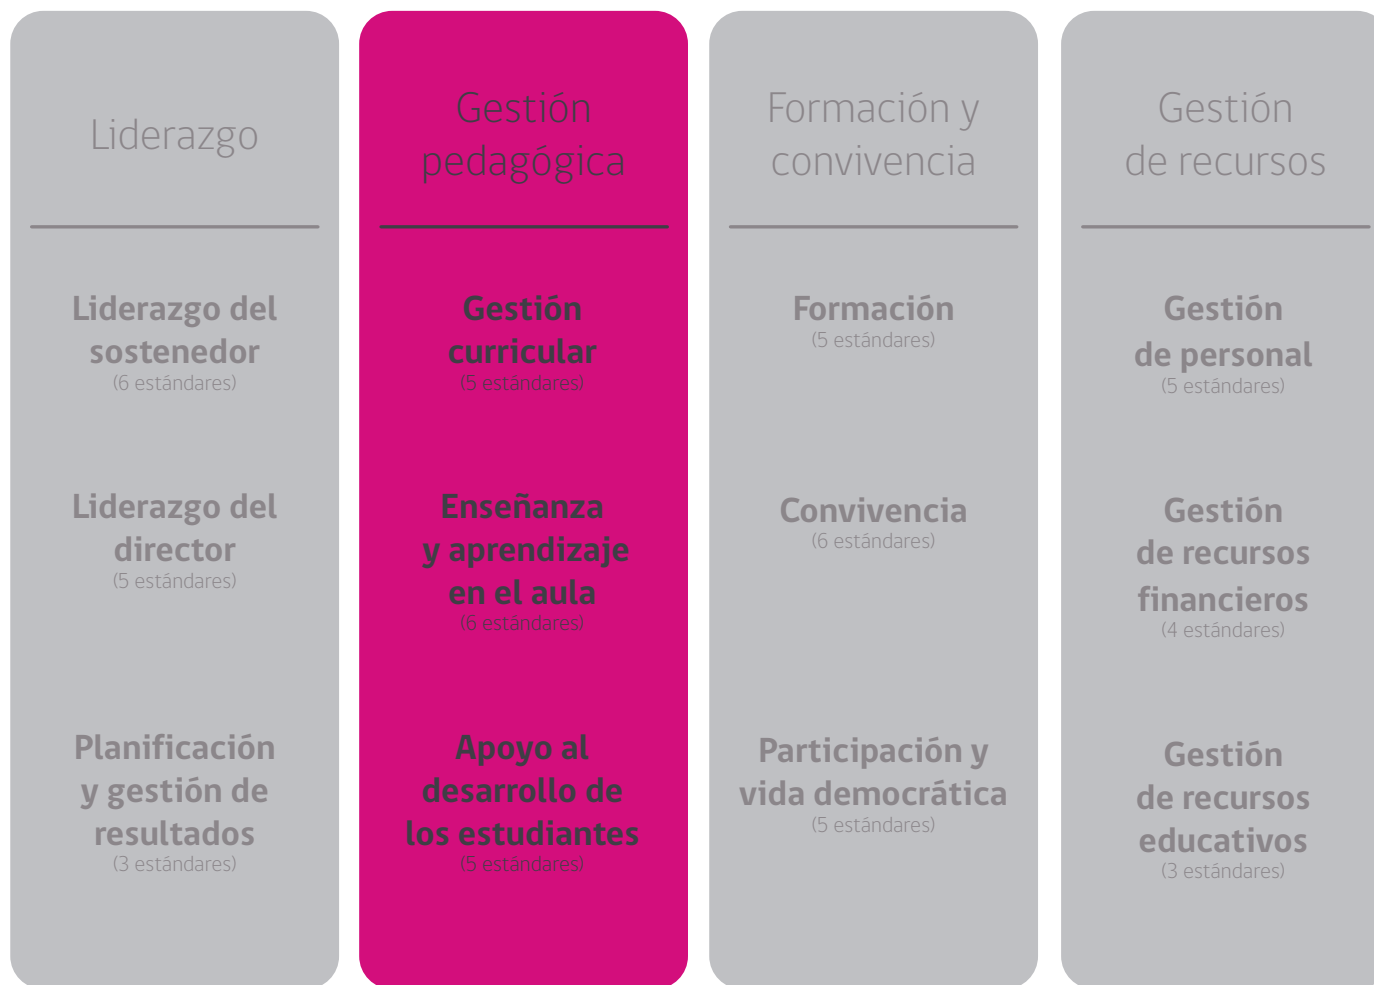 Liderazgo
Liderazgo del
sostenedor
(6 estándares)
Liderazgo del
director
(5 estándares)
Planificación
y gestión de
resultados
(3 estándares)
Gestión
pedagógica
Gestión
curricular
(5 estándares)
Enseñanza
y aprendizaje
en el aula
(6 estándares)
Apoyo al
desarrollo de
los estudiantes
(5 estándares)
Formación y
convivencia
Formación
(5 estándares)
Convivencia
(6 estándares)
Participación y
vida democrática
(5 estándares)
Gestión
de recursos
Gestión
de personal
(5 estándares)
Gestión
de recursos
financieros
(4 estándares)
Gestión
de recursos
educativos
(3 estándares)